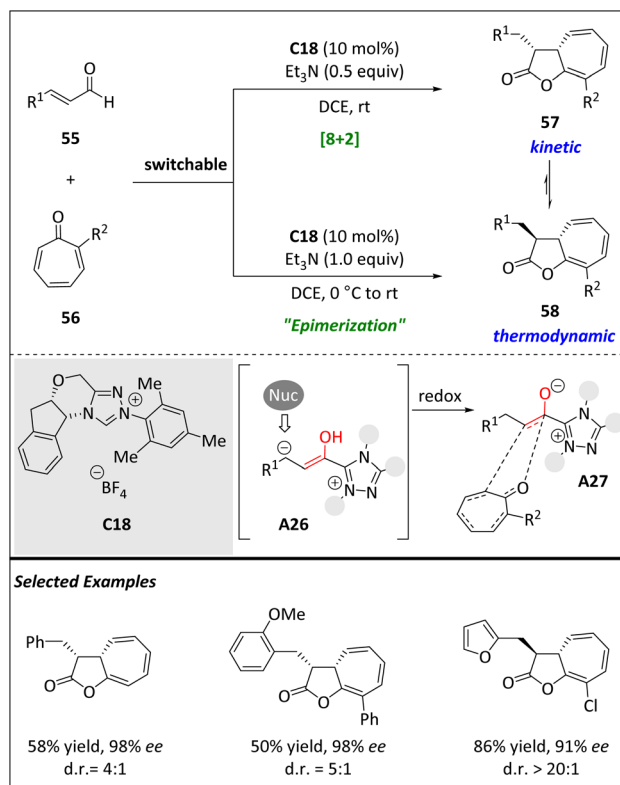 C18 (10 mol%)
Et3N (0.5 equiv)
DCE, rt
[8+2]
R1
O
H
55
+
O
R2
56
switchable
R1
O
O
R2
57
kinetic
C18 (10 mol%)
Et3N (1.0 equiv)
DCE, 0 °C to rt
"Epimerization"
R1
O
O
R2
58
thermodynamic
O
N
N
N
+
Me
Me
Me
−
BF4
C18
Nuc
−
OH
R1
N
+
N
N
A26
redox
O
−
R1
N
+
N
N
O
R2
A27
Selected Examples
Ph
O
O
58% yield, 98% ee
d.r.= 4:1
OMe
O
O
Ph
50% yield, 98% ee
d.r. = 5:1
O
O
O
Cl
86% yield, 91% ee
d.r. > 20:1